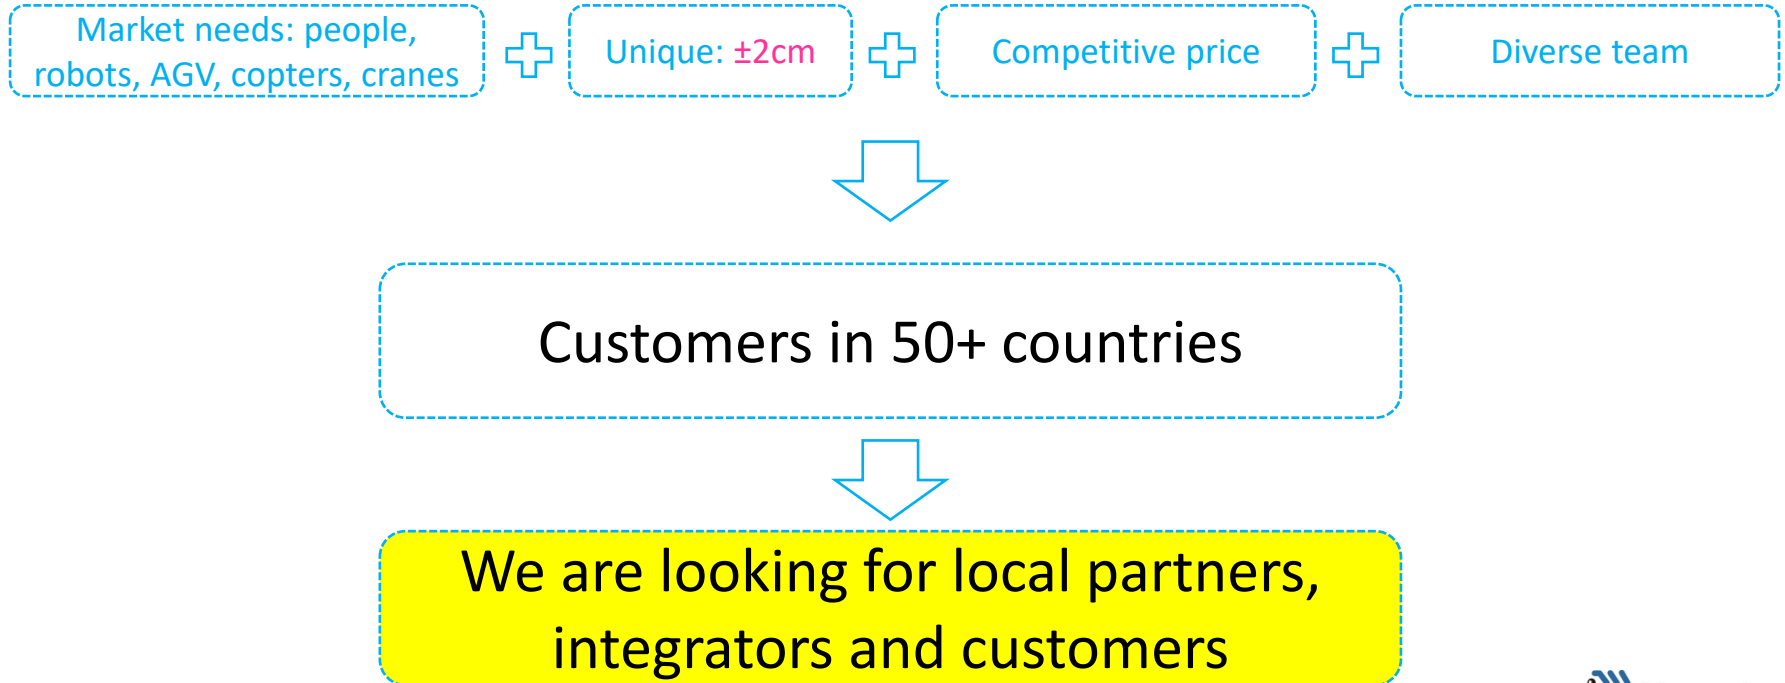 Market needs: people,
robots, AGV, copters, cranes
Unique: ±2cm
Competitive price
Diverse team
Customers in 50+ countries
We are looking for local partners,
integrators and customers